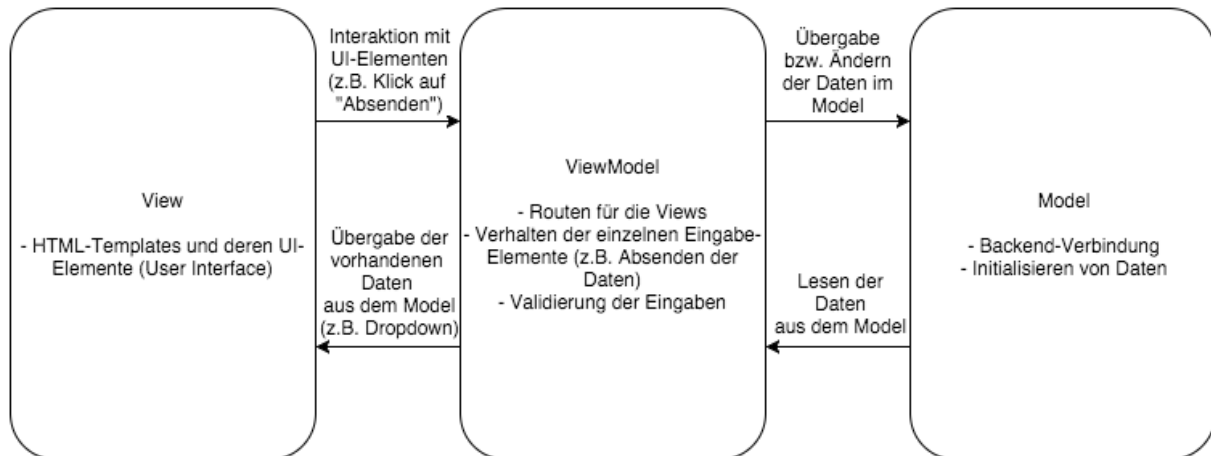 View
- HTML-Templates und deren UI-
Elemente (User Interface)
Interaktion mit
UI-Elementen
(z.B. Klick auf
"Absenden")
Übergabe der
vorhandenen
Daten
aus dem Model
(z.B. Dropdown)
ViewModel
- Routen für die Views
- Verhalten der einzelnen Eingabe-
Elemente (z.B. Absenden der
Daten)
- Validierung der Eingaben
Übergabe
bzw. Ändern
der Daten im
Model
Lesen der
Daten
aus dem Model
Model
- Backend-Verbindung
- Initialisieren von Daten